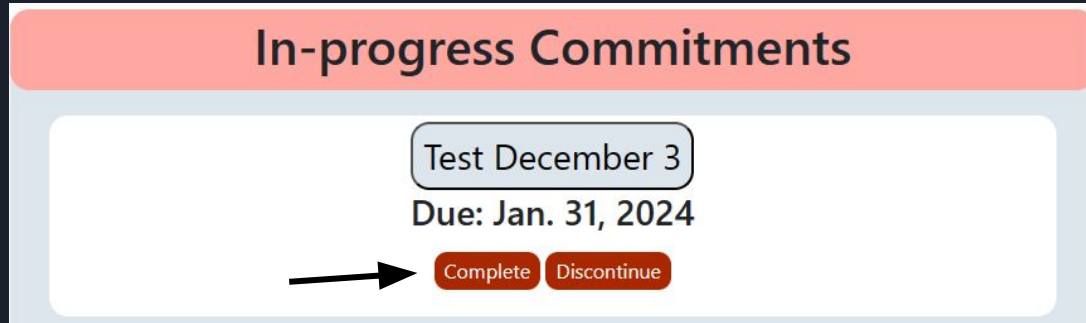 In-progress Commitments
Test December 3
Due: Jan. 31, 2024
Complete Discontinue